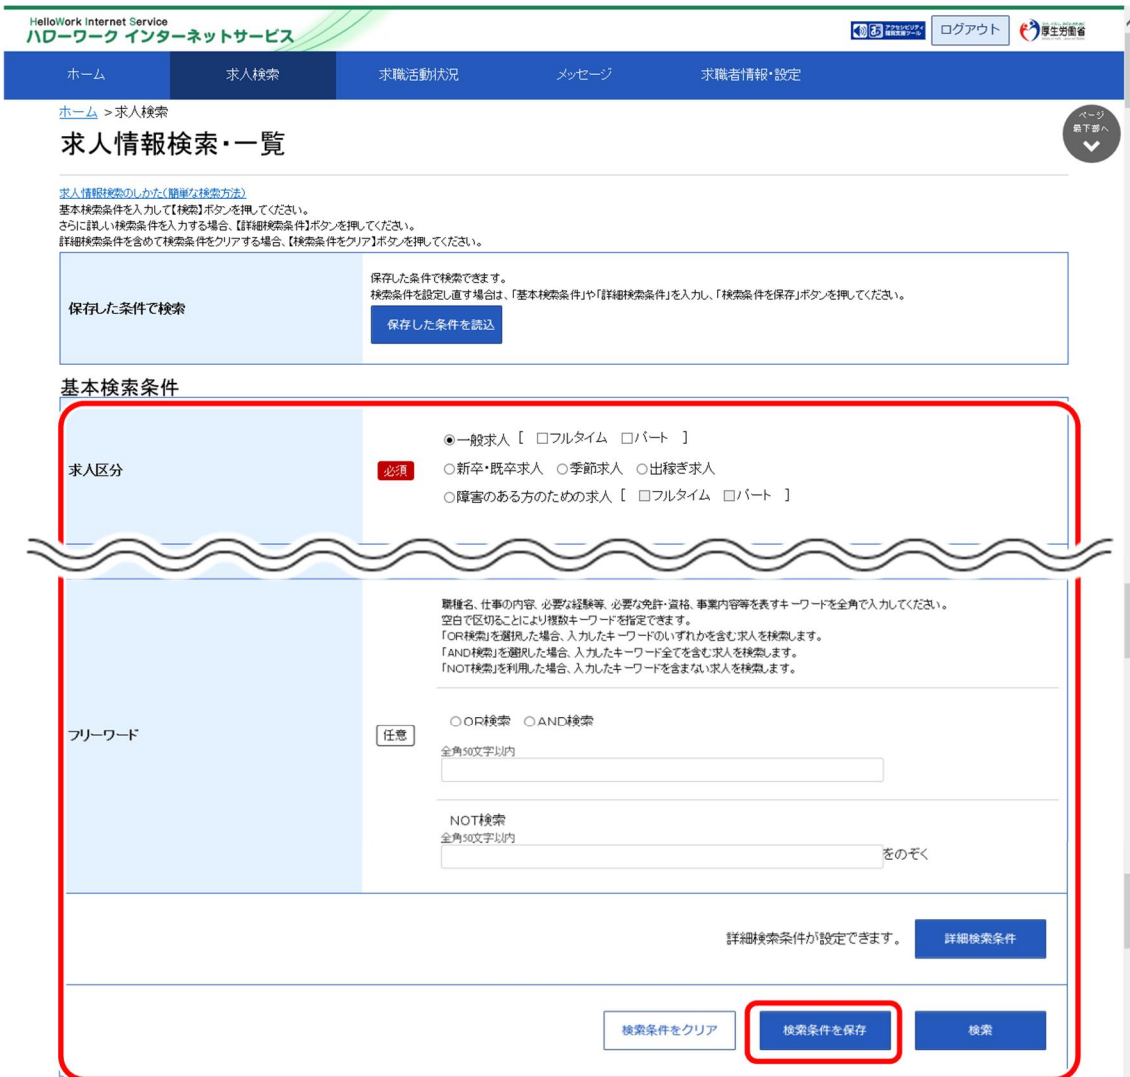 HelloWork Internet Service
ハローワーク インターネットサービス
アクセシビリティ
閲覧支援ツール
ログアウト
厚生労働省
ホーム
求人検索
求職活動状況
メッセージ
求職者情報・設定
ホーム >求人検索
ページ
最下部へ
求人情報検索・一覧
求人情報検索のしかた(簡単な検索方法)
基本検索条件を入力して【検索】ボタンを押してください。
さらに詳しい検索条件を入力する場合、【詳細検索条件】ボタンを押してください。
詳細検索条件を含めて検索条件をクリアする場合、【検索条件をクリア】ボタンを押してください。
保存した条件で検索
保存した条件で検索できます。
検索条件を設定し直す場合は、「基本検索条件」や「詳細検索条件」を入力し、「検索条件を保存」ボタンを押してください。
保存した条件を読込
基本検索条件
求人区分
必須
一般求人 [ フルタイム パート ]
新卒・既卒求人 季節求人 出稼ぎ求人
障害のある方のための求人 [ フルタイム パート ]
フリーワード
任意
職種名、仕事の内容、必要な経験等、必要な免許・資格、事業内容等を表すキーワードを全角で入力してください。
空白で区切ることにより複数キーワードを指定できます。
「OR検索」を選択した場合、入力したキーワードのいずれかを含む求人を検索します。
「AND検索」を選択した場合、入力したキーワード全てを含む求人を検索します。
「NOT検索」を利用した場合、入力したキーワードを含まない求人を検索します。
OR検索 AND検索
全角50文字以内
NOT検索
全角50文字以内
をのぞく
詳細検索条件が設定できます。
詳細検索条件
検索条件をクリア
検索条件を保存
検索